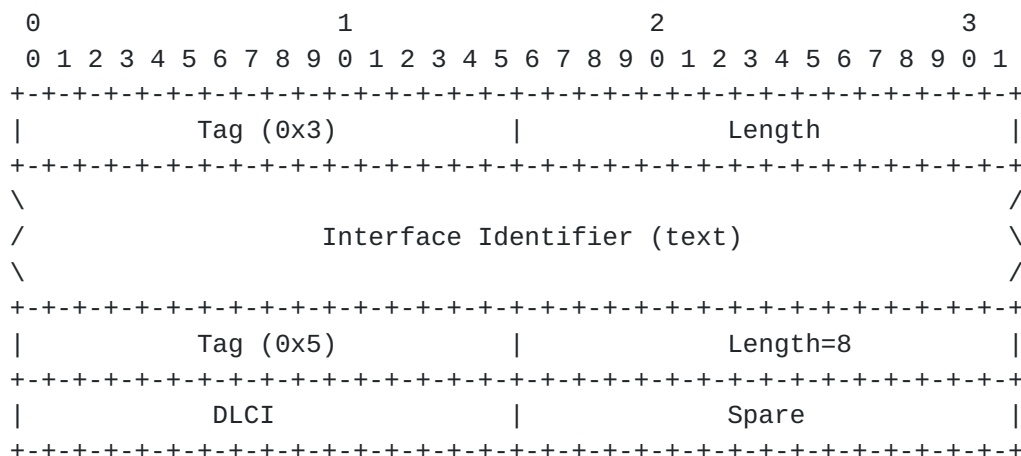 0                   1                   2                   3
 0 1 2 3 4 5 6 7 8 9 0 1 2 3 4 5 6 7 8 9 0 1 2 3 4 5 6 7 8 9 0 1
+-+-+-+-+-+-+-+-+-+-+-+-+-+-+-+-+-+-+-+-+-+-+-+-+-+-+-+-+-+-+-+-+
|           Tag (0x3)           |             Length            |
+-+-+-+-+-+-+-+-+-+-+-+-+-+-+-+-+-+-+-+-+-+-+-+-+-+-+-+-+-+-+-+-+
\                                                               /
/                   Interface Identifier (text)                 \
\                                                               /
+-+-+-+-+-+-+-+-+-+-+-+-+-+-+-+-+-+-+-+-+-+-+-+-+-+-+-+-+-+-+-+-+
|           Tag (0x5)           |             Length=8          |
+-+-+-+-+-+-+-+-+-+-+-+-+-+-+-+-+-+-+-+-+-+-+-+-+-+-+-+-+-+-+-+-+
|            DLCI               |             Spare             |
+-+-+-+-+-+-+-+-+-+-+-+-+-+-+-+-+-+-+-+-+-+-+-+-+-+-+-+-+-+-+-+-+